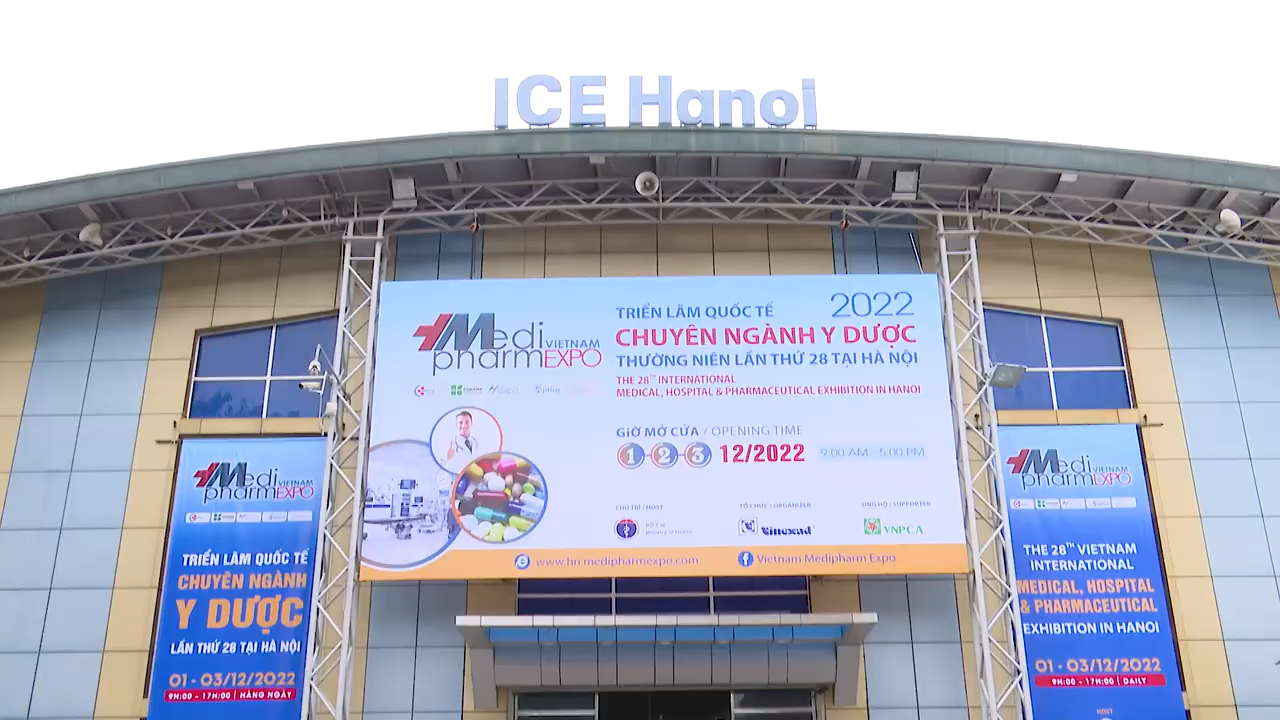 ICE Hanoi
Medi VIETNAM
pharm EXPO
TRIỂN LÃM QUỐC TẾ 2022
CHUYÊN NGÀNH Y DƯỢC
THƯỜNG NIÊN LẦN THỨ 28 TẠI HÀ NỘI
THE 28TH INTERNATIONAL
MEDICAL, HOSPITAL & PHARMACEUTICAL EXHIBITION IN HANOI
GIỜ MỞ CỬA / OPENING TIME
1-2-3 12/2022 9:00 AM - 5:00 PM
CHỦ TRÌ / HOST
TỔ CHỨC / ORGANIZER
ỦNG HỘ / SUPPORTER
BỘ Y TẾ
Ministry of Health
Vinexad
VNPCA
www.hn.medipharmexpo.com
Vietnam Medipharm Expo
Medi VIETNAM
pharm EXPO
TRIỂN LÃM QUỐC TẾ
CHUYÊN NGÀNH
Y DƯỢC
LẦN THỨ 28 TẠI HÀ NỘI
01 - 03/12/2022
9H:00 - 17H:00 | HÀNG NGÀY
Medi VIETNAM
pharm EXPO
THE 28TH VIETNAM
INTERNATIONAL
MEDICAL, HOSPITAL
& PHARMACEUTICAL
EXHIBITION IN HANOI
01 - 03/12/2022
9H:00 - 17H:00 | DAILY
HOST